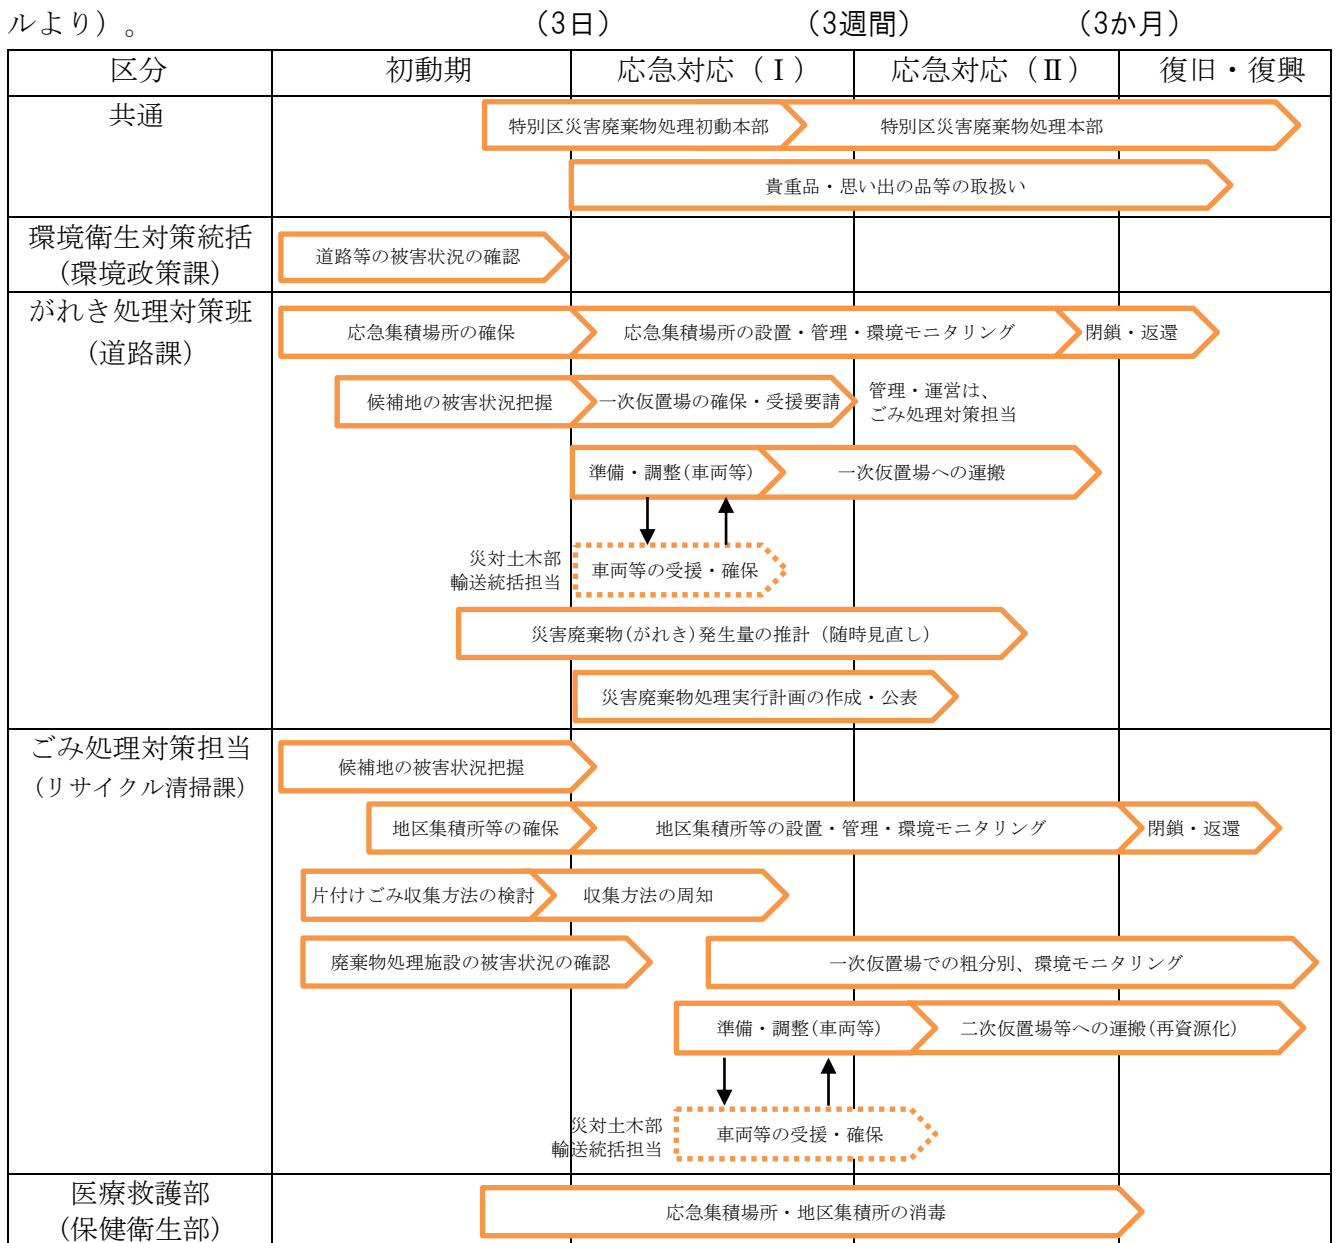 ルより）。 （3日） （3週間） （3か月）
区分 初動期 応急対応（Ⅰ） 応急対応（Ⅱ） 復旧・復興
共通
特別区災害廃棄物処理初動本部 特別区災害廃棄物処理本部
貴重品・思い出の品等の取扱い
環境衛生対策統括
（環境政策課）
道路等の被害状況の確認
がれき処理対策班
（道路課）
応急集積場所の確保 応急集積場所の設置・管理・環境モニタリング 閉鎖・返還
候補地の被害状況把握 一次仮置場の確保・受援要請
管理・運営は、
ごみ処理対策担当
準備・調整(車両等) 一次仮置場への運搬
災対土木部
輸送統括担当
車両等の受援・確保
災害廃棄物(がれき)発生量の推計（随時見直し）
災害廃棄物処理実行計画の作成・公表
ごみ処理対策担当
（リサイクル清掃課）
候補地の被害状況把握
地区集積所等の確保 地区集積所等の設置・管理・環境モニタリング 閉鎖・返還
片付けごみ収集方法の検討 収集方法の周知
廃棄物処理施設の被害状況の確認 一次仮置場での粗分別、環境モニタリング
準備・調整(車両等) 二次仮置場等への運搬(再資源化)
災対土木部
輸送統括担当
車両等の受援・確保
医療救護部
（保健衛生部）
応急集積場所・地区集積所の消毒